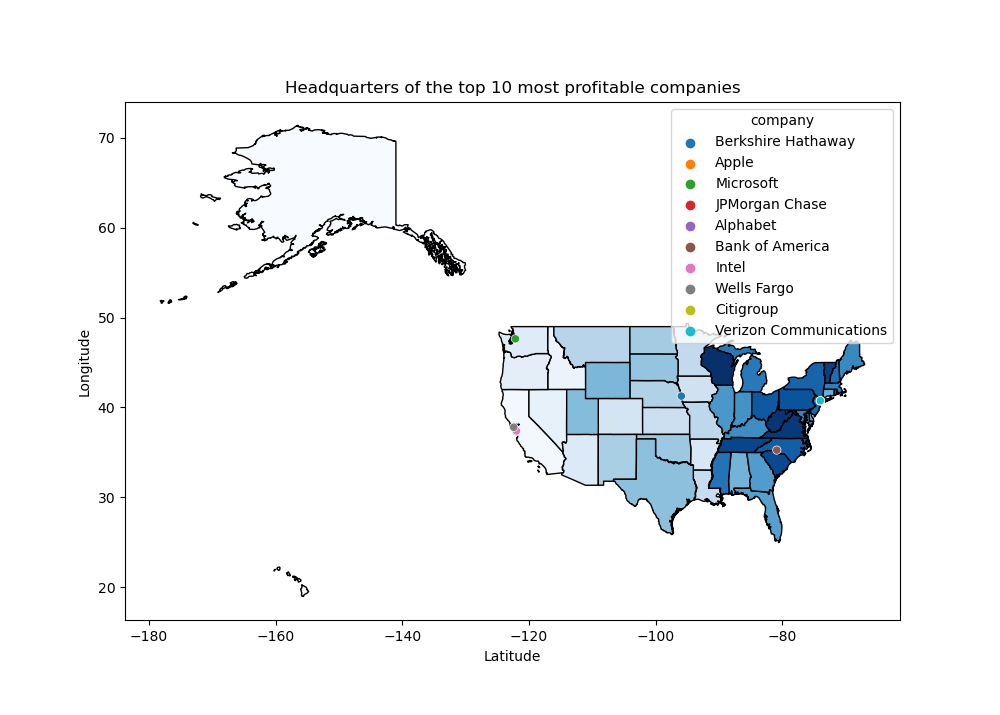 Headquarters of the top 10 most profitable companies
company
Berkshire Hathaway
Apple
Microsoft
JPMorgan Chase
Alphabet
Bank of America
Intel
Wells Fargo
Citigroup
Verizon Communications
Longitude
70
60
50
40
30
20
−180
−160
−140
−120
−100
−80
Latitude